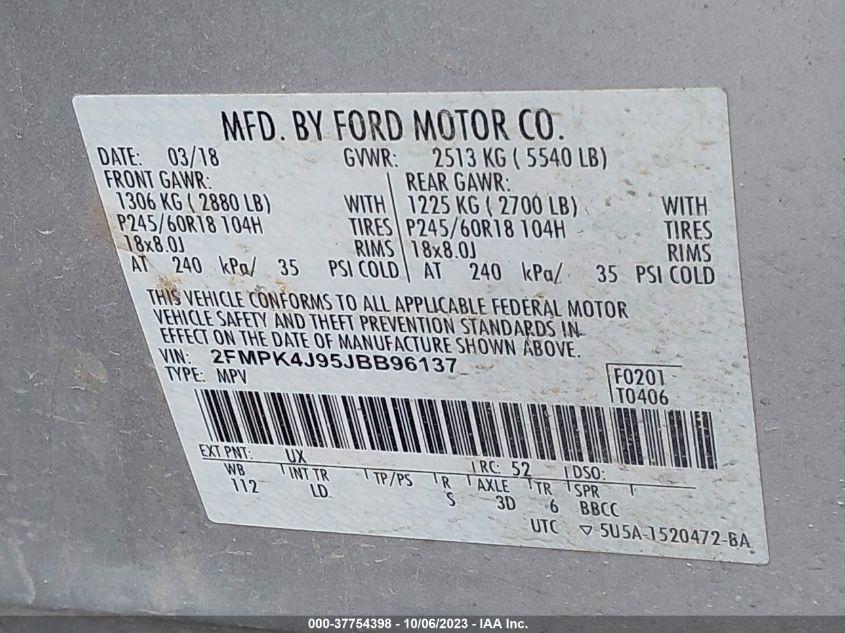 MFD. BY FORD MOTOR CO.
DATE: 03/18 GVWR: 2513 KG ( 5540 LB)
FRONT GAWR: REAR GAWR:
1306 KG ( 2880 LB) WITH 1225 KG ( 2700 LB) WITH
P245/60R18 104H TIRES P245/60R18 104H TIRES
18x8.0J RIMS 18x8.0J RIMS
AT 240 kPa/ 35 PSI COLD AT 240 kPa/ 35 PSI COLD
THIS VEHICLE CONFORMS TO ALL APPLICABLE FEDERAL MOTOR
VEHICLE SAFETY AND THEFT PREVENTION STANDARDS IN
EFFECT ON THE DATE OF MANUFACTURE SHOWN ABOVE.
VIN: 2FMPK4J95JBB96137
TYPE: MPV F0201
T0406
EXT PNT: UX RC: 52 DSO:
WB INT TR TP/PS R AXLE TR SPR
112 LD S 3D 6 BBCC
UTC ▽5U5A-1520472-BA
000-37754398 - 10/06/2023 - IAA Inc.